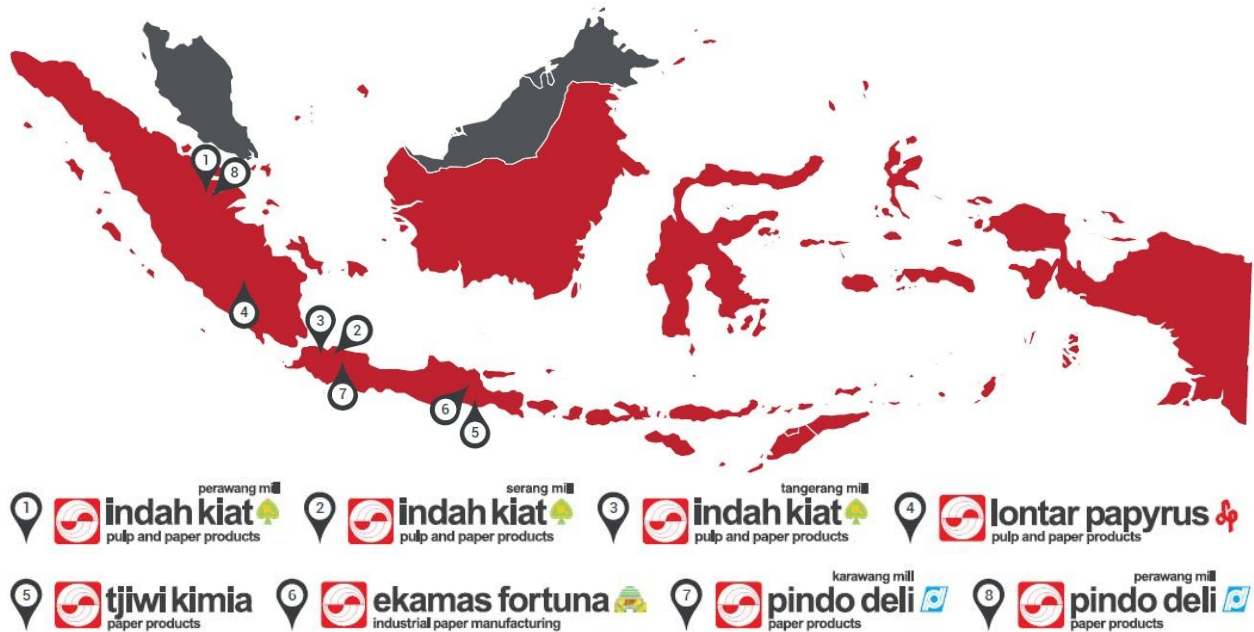 1
8
4
3
2
7
6
5
1
perawang mill
indah kiat
pulp and paper products
2
serang mill
indah kiat
pulp and paper products
3
tangerang mill
indah kiat
pulp and paper products
4
lontar papyrus
pulp and paper products
5
tjiwi kimia
paper products
6
ekamas fortuna
industrial paper manufacturing
7
karawang mill
pindo deli
paper products
8
perawang mill
pindo deli
paper products